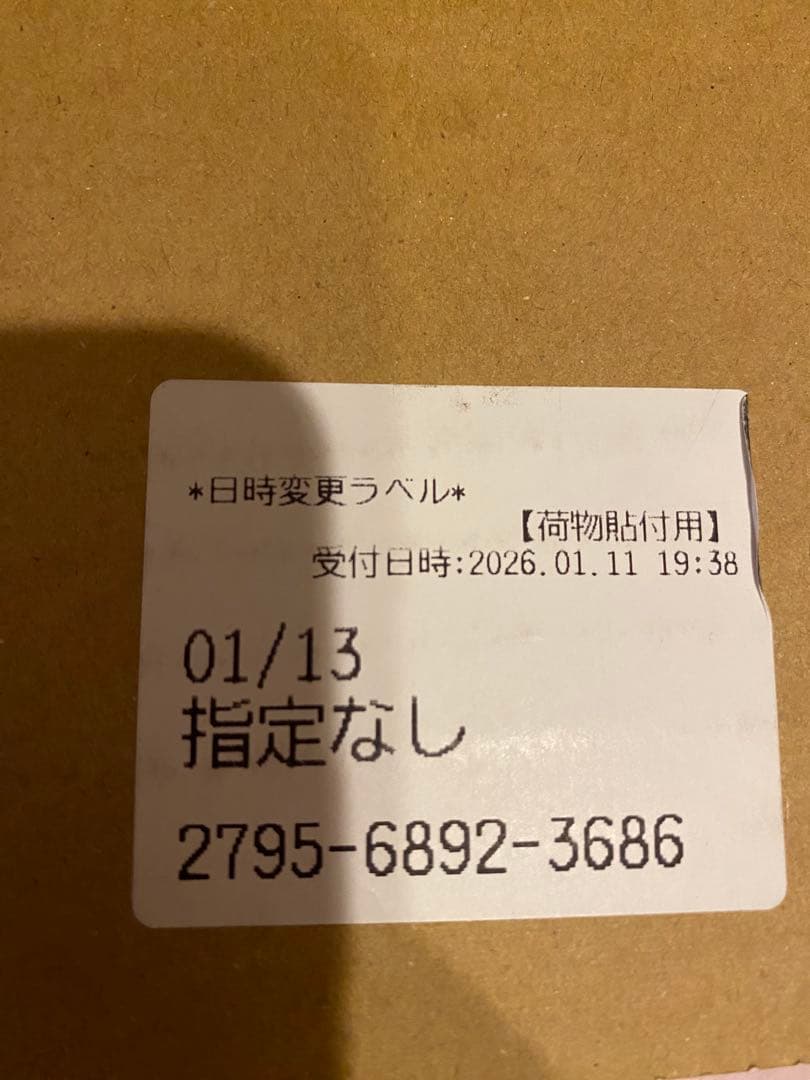 *日時変更ラベル*
【荷物貼付用】
受付日時:2026.01.11 19:38
01/13
指定なし
2795-6892-3686